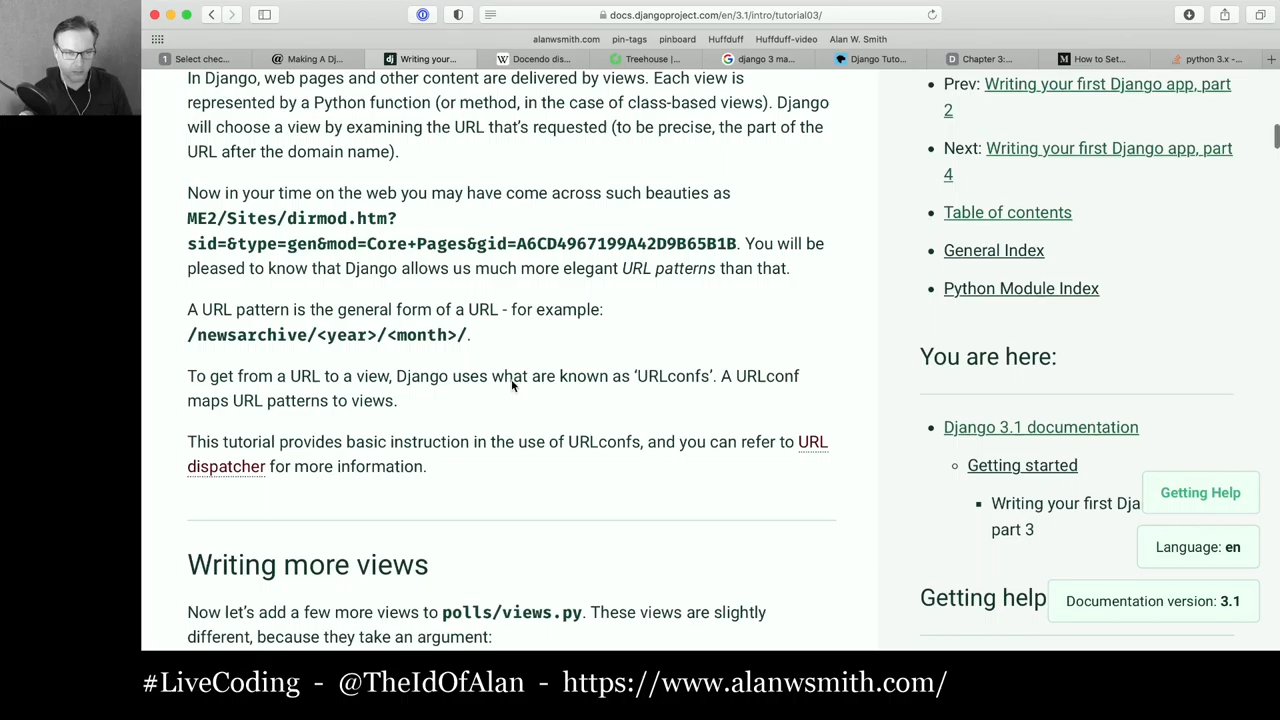 docs.djangoproject.com/en/3.1/intro/tutorial03/
alanwsmith.com pin-tags pinboard Huffduff Huffduff-video Alan W. Smith
1 Select chec... @ Making A Dj... dj Writing your... W Docendo dis... Treehouse |... G django 3 ma... Django Tuto... D Chapter 3:... M How to Set... python 3.x -...
In Django, web pages and other content are delivered by views. Each view is
represented by a Python function (or method, in the case of class-based views). Django
will choose a view by examining the URL that's requested (to be precise, the part of the
URL after the domain name).
Now in your time on the web you may have come across such beauties as
ME2/Sites/dirmod.htm?
sid=&type=gen&mod=Core+Pages&gid=A6CD4967199A42D9B65B1B. You will be
pleased to know that Django allows us much more elegant URL patterns than that.
A URL pattern is the general form of a URL - for example:
/newsarchive/<year>/<month>/.
To get from a URL to a view, Django uses what are known as ‘URLconfs’. A URLconf
maps URL patterns to views.
This tutorial provides basic instruction in the use of URLconfs, and you can refer to URL
dispatcher for more information.
Writing more views
Now let's add a few more views to polls/views.py. These views are slightly
different, because they take an argument:
Prev: Writing your first Django app, part
2
Next: Writing your first Django app, part
4
Table of contents
General Index
Python Module Index
You are here:
Django 3.1 documentation
Getting started
Writing your first Dja
part 3
Getting Help
Language: en
Getting help
Documentation version: 3.1
#LiveCoding - @TheIdOfAlan - https://www.alanwsmith.com/